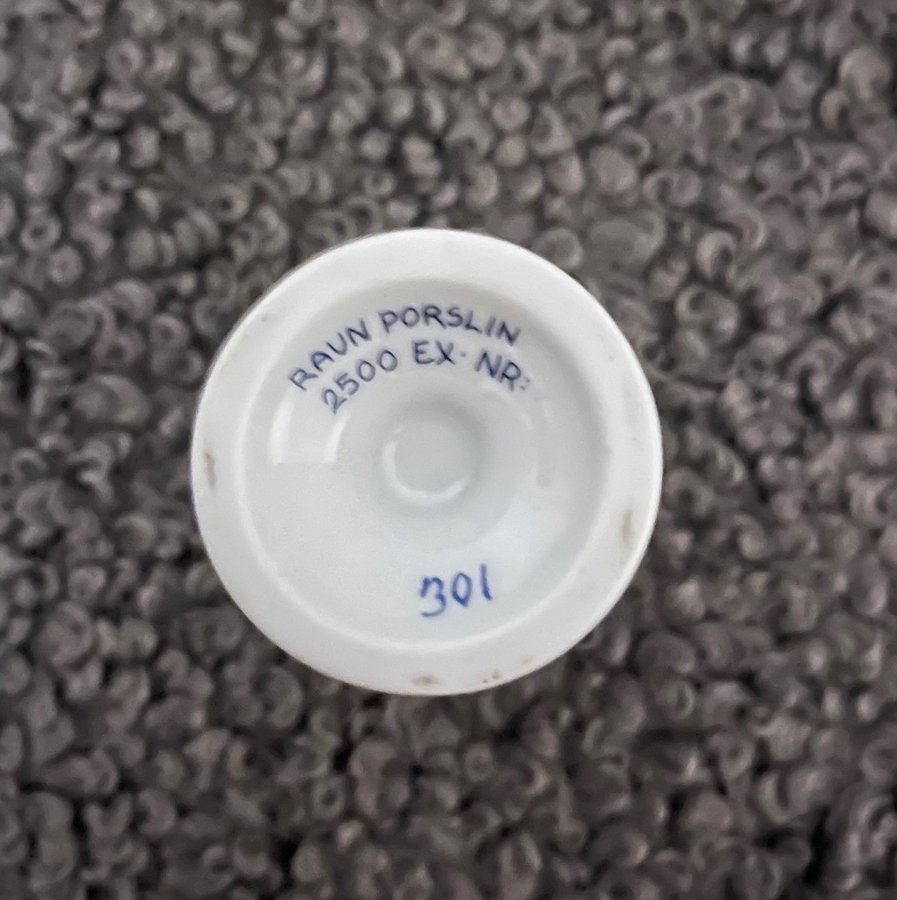 RAUN PORSLIN
2500 EX· NR:
301